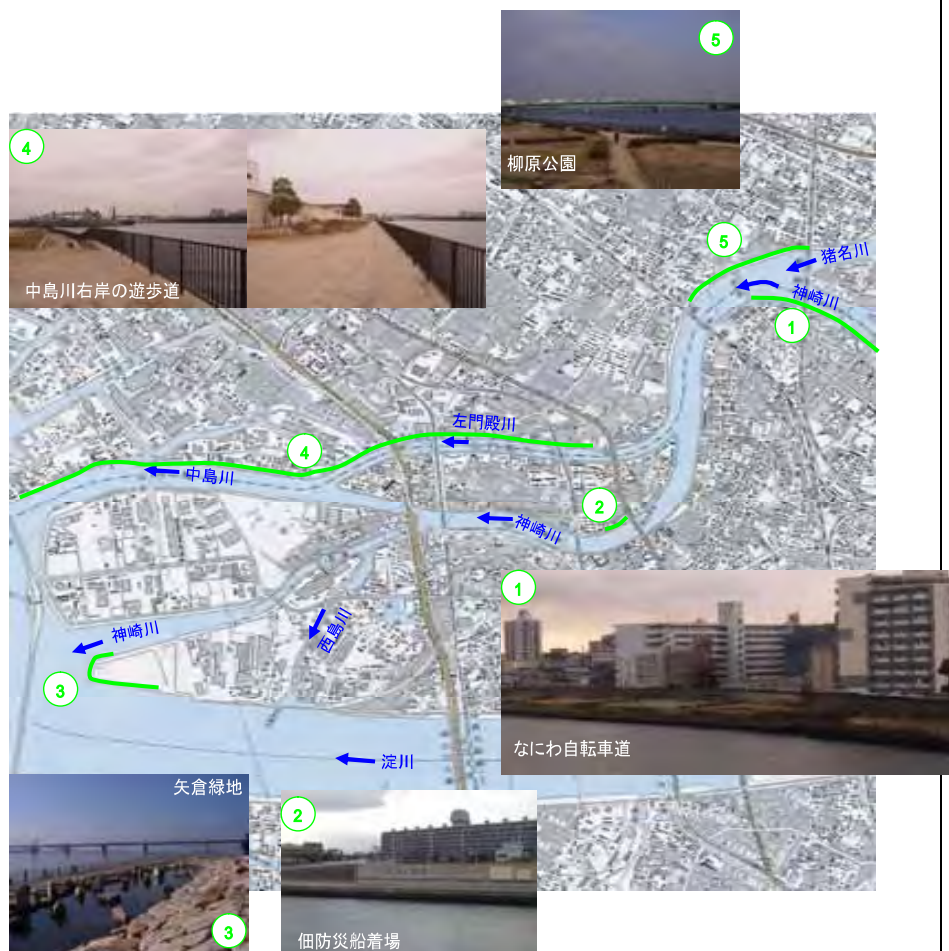 5
柳原公園
4
中島川右岸の遊歩道
5
猪名川
神崎川
1
左門殿川
4
中島川
2
神崎川
1
神崎川
西島川
3
なにわ自転車道
淀川
矢倉緑地
2
3
佃防災船着場